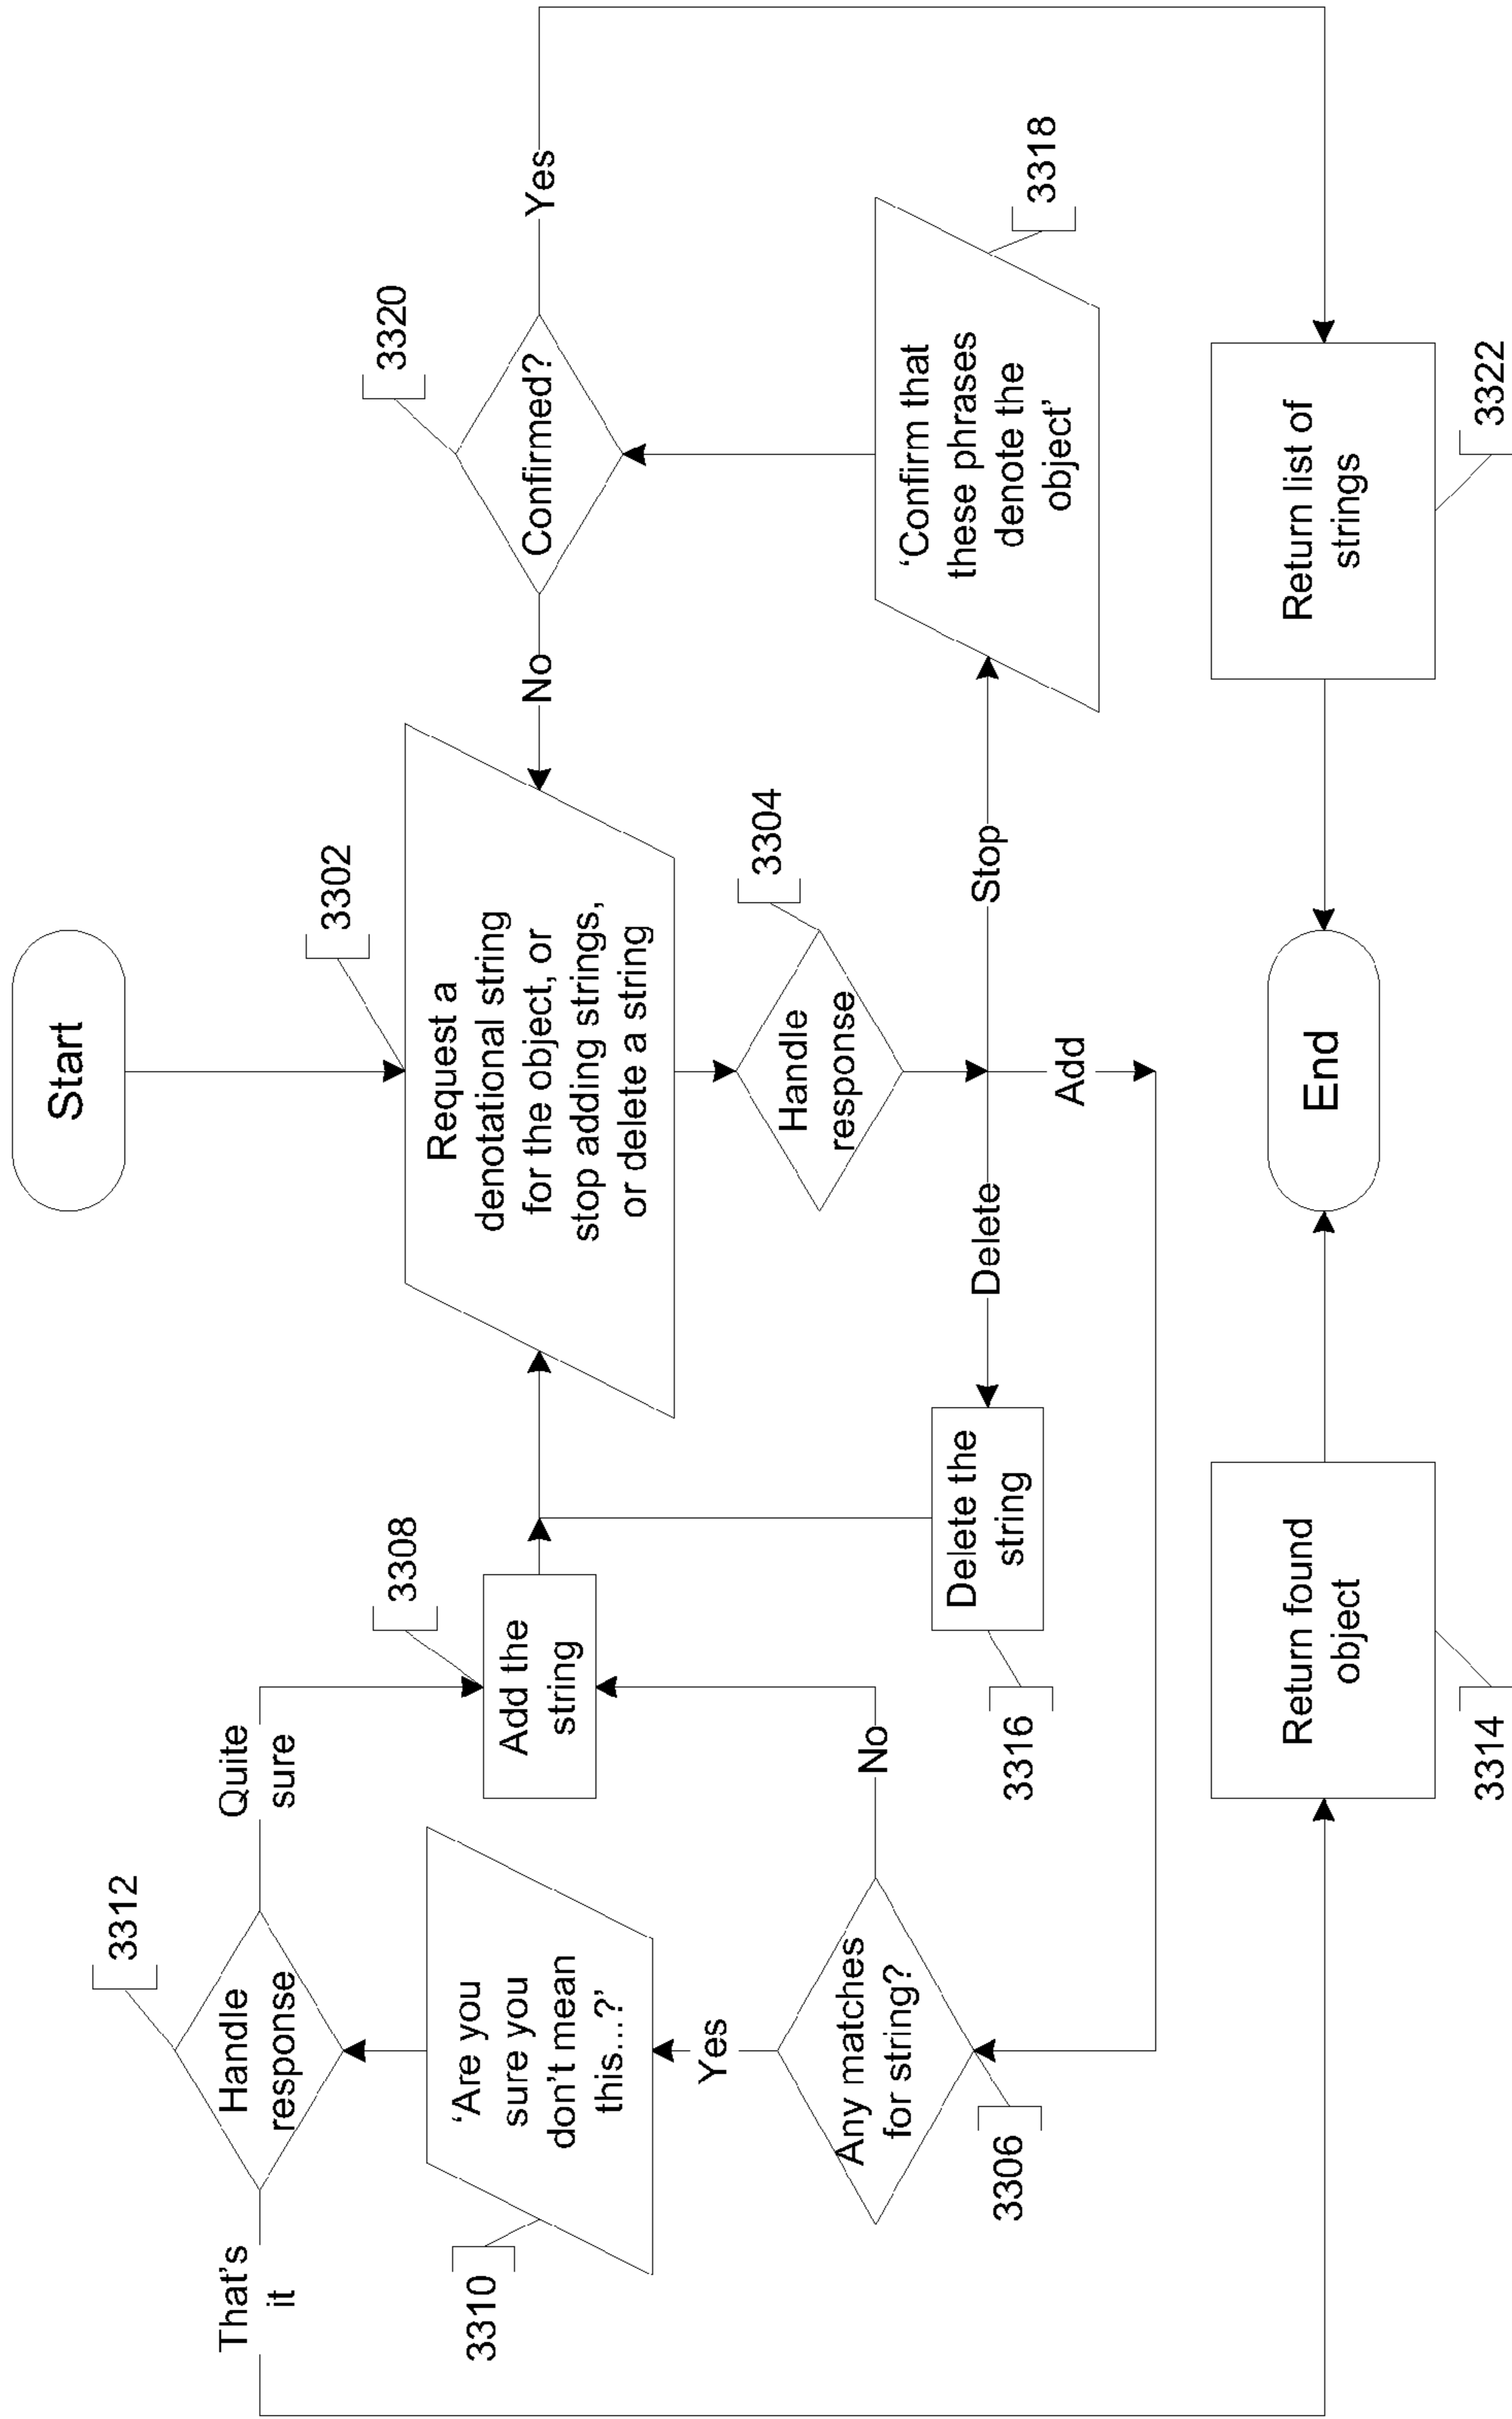 Start
3302
Request a
denotational string
for the object, or
stop adding strings,
or delete a string
3304
Handle
response
Stop
Delete
Add
3312
Handle
response
That's
it
Quite
sure
3310
‘Are you
sure you
don't mean
this...?’
Yes
3306
Any matches
for string?
No
3308
Add the
string
3316
Delete the
string
3320
Confirmed?
No
Yes
3318
‘Confirm that
these phrases
denote the
object’
3314
Return found
object
End
Return list of
strings
3322